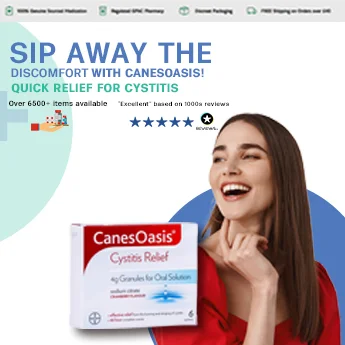 100% Genuine Sourced Medication Registered GPhC Pharmacy Discreet Packaging FREE Shipping on Orders over £40
SIP AWAY THE
DISCOMFORT WITH CANESOASIS!
QUICK RELIEF FOR CYSTITIS
Over 6500+ items available "Excellent" based on 1000s reviews
REVIEWS.io
CanesOasis®
Cystitis Relief
4g Granules for Oral Solution
sodium citrate
CRANBERRY FLAVOUR
6